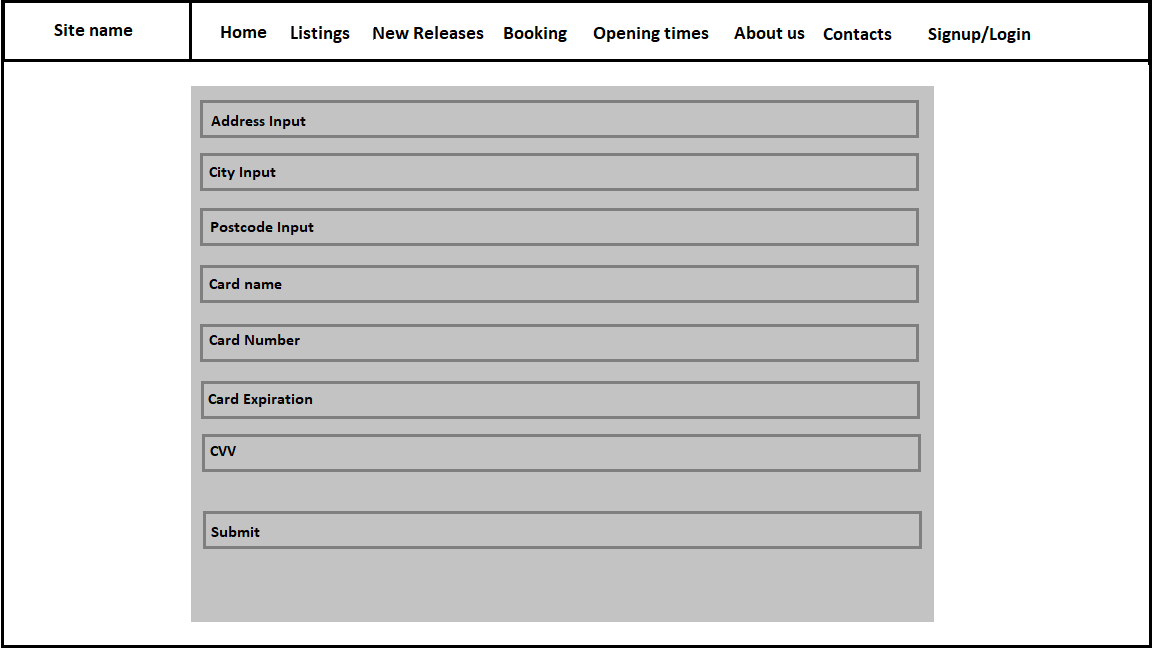 Site name Home Listings New Releases Booking Opening times About us Contacts Signup/Login
Address Input
City Input
Postcode Input
Card name
Card Number
Card Expiration
CVV
Submit